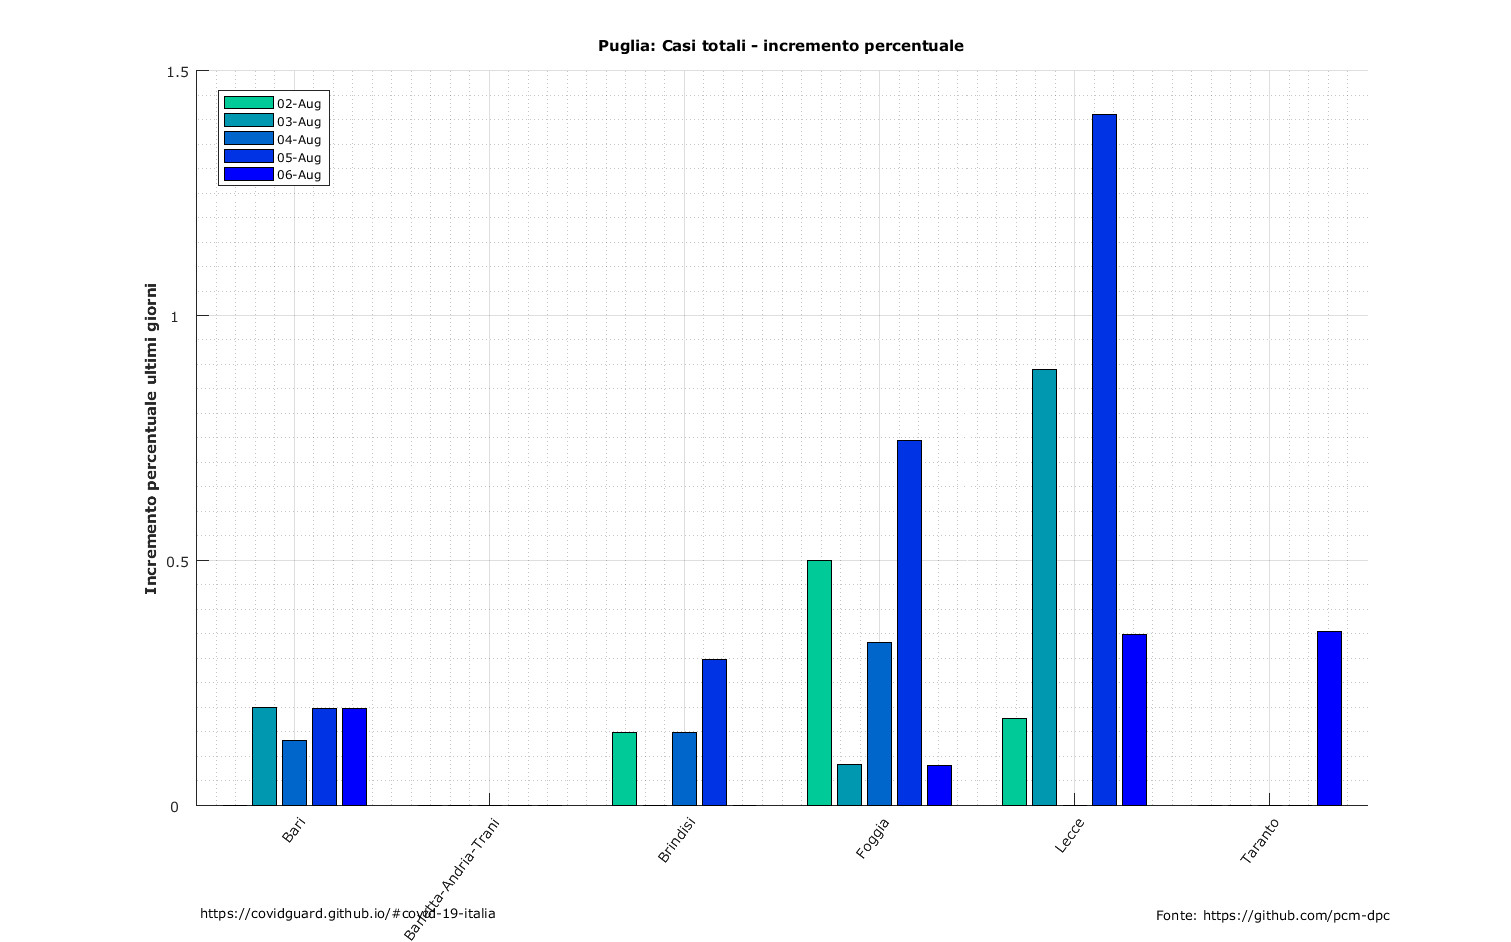 Puglia: Casi totali - incremento percentuale
1.5
02-Aug
03-Aug
04-Aug
05-Aug
06-Aug
Incremento percentuale ultimi giorni
1
0.5
0
Bari
Barletta-Andria-Trani
Brindisi
Foggia
Lecce
Taranto
https://covidguard.github.io/#covid-19-italia
Fonte: https://github.com/pcm-dpc